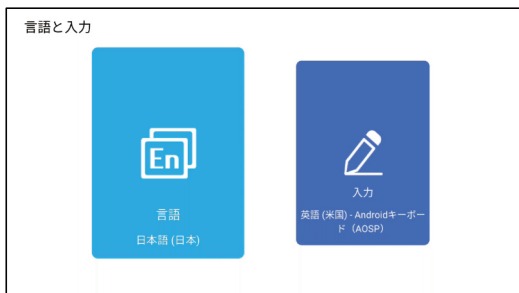 言語と入力
En
言語
日本語 (日本)
入力
英語 (米国) - Androidキーボー
ド（AOSP）